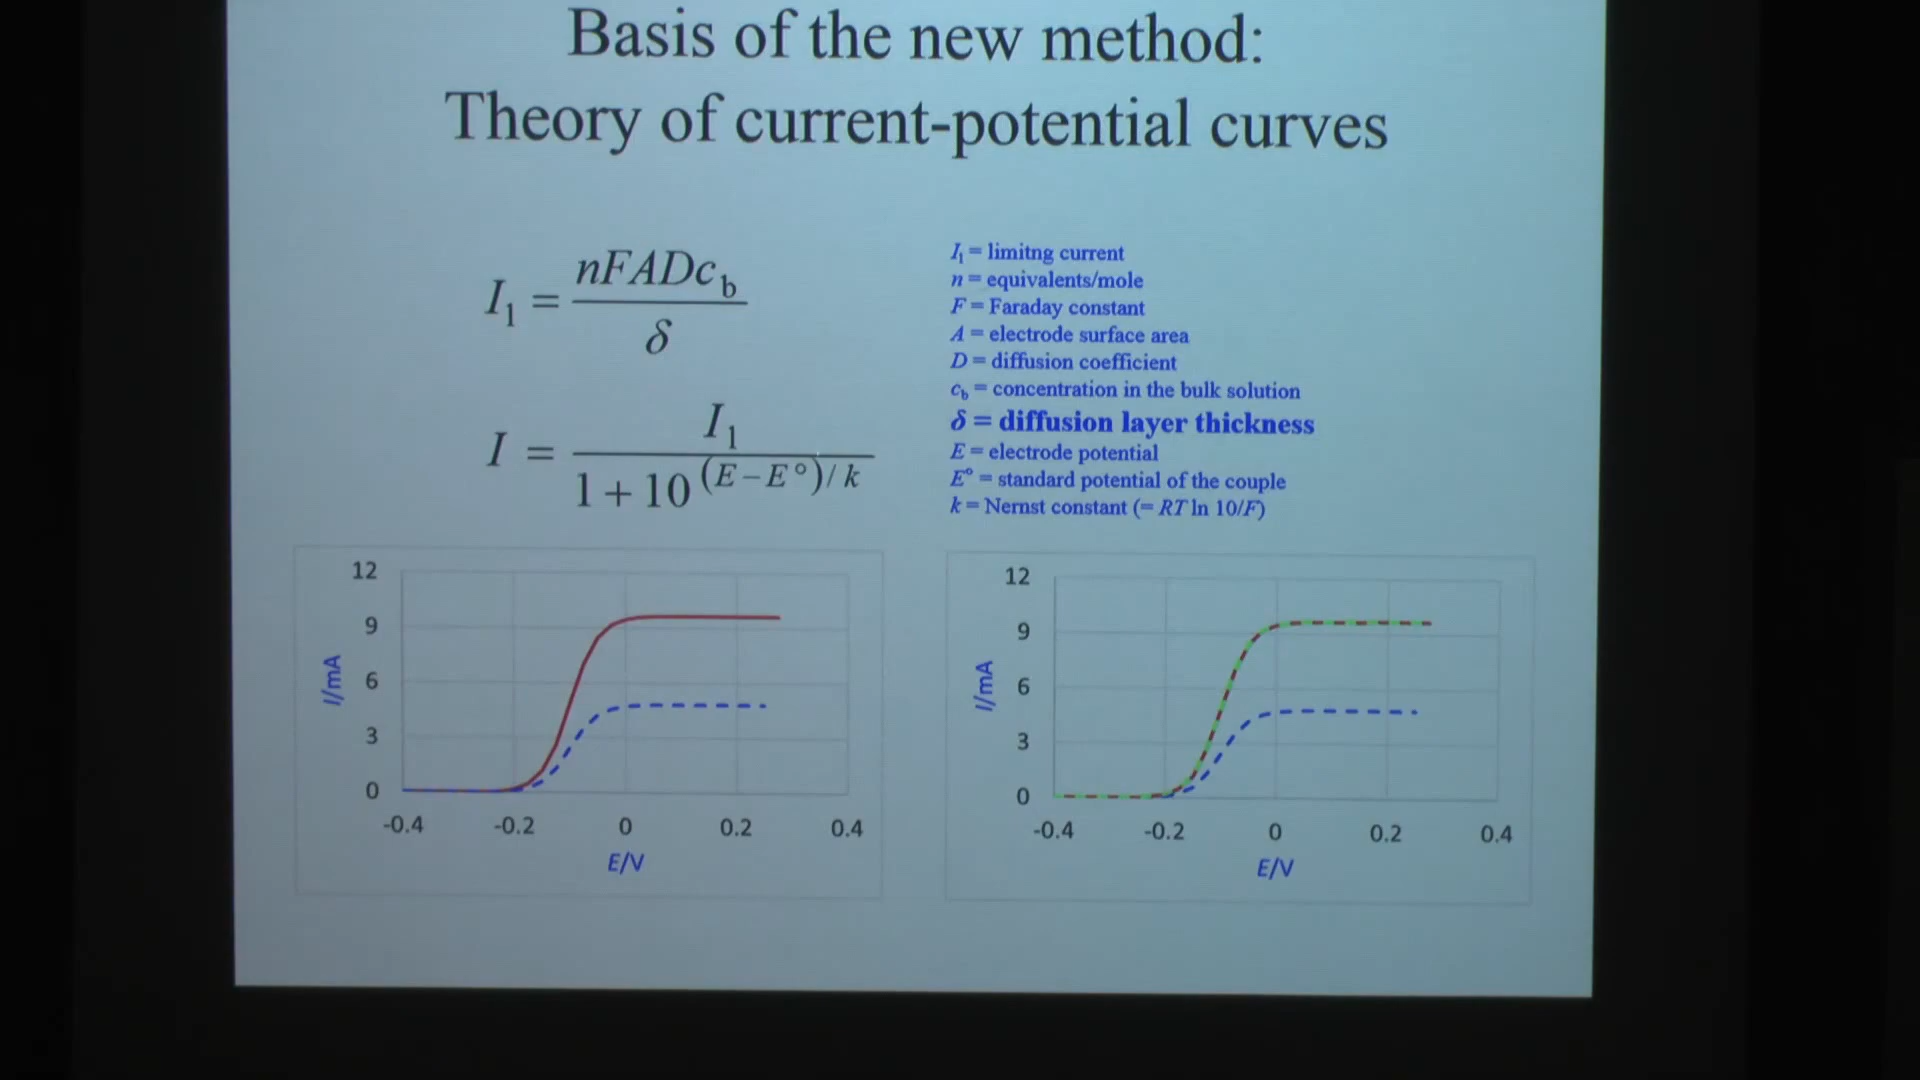 Basis of the new method:
Theory of current-potential curves
I₁ = nFADc_b / δ
I₁ = limitng current
n = equivalents/mole
F = Faraday constant
A = electrode surface area
D = diffusion coefficient
c_b = concentration in the bulk solution
δ = diffusion layer thickness
E = electrode potential
E° = standard potential of the couple
k = Nernst constant (= RT ln 10/F)
I = I₁ / 1 + 10^(E−E°)/k
12
9
6
3
0
I/mA
-0.4 -0.2 0 0.2 0.4
E/V
12
9
6
3
0
I/mA
-0.4 -0.2 0 0.2 0.4
E/V